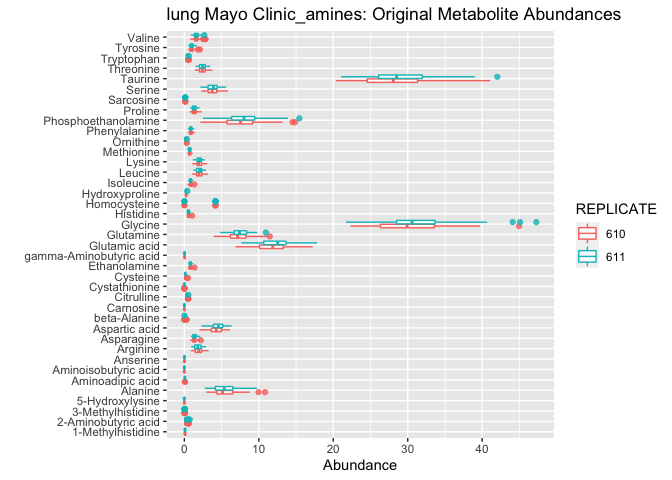 lung Mayo Clinic_amines: Original Metabolite Abundances
Valine
Tyrosine
Tryptophan
Threonine
Taurine
Serine
Sarcosine
Proline
Phosphoethanolamine
Phenylalanine
Ornithine
Methionine
Lysine
Leucine
Isoleucine
Hydroxyproline
Homocysteine
Histidine
Glycine
Glutamine
Glutamic acid
gamma-Aminobutyric acid
Ethanolamine
Cysteine
Cystathionine
Citrulline
Carnosine
beta-Alanine
Aspartic acid
Asparagine
Arginine
Anserine
Aminoisobutyric acid
Aminoadipic acid
Alanine
5-Hydroxylysine
3-Methylhistidine
2-Aminobutyric acid
1-Methylhistidine
0 10 20 30 40
Abundance
REPLICATE
610
611